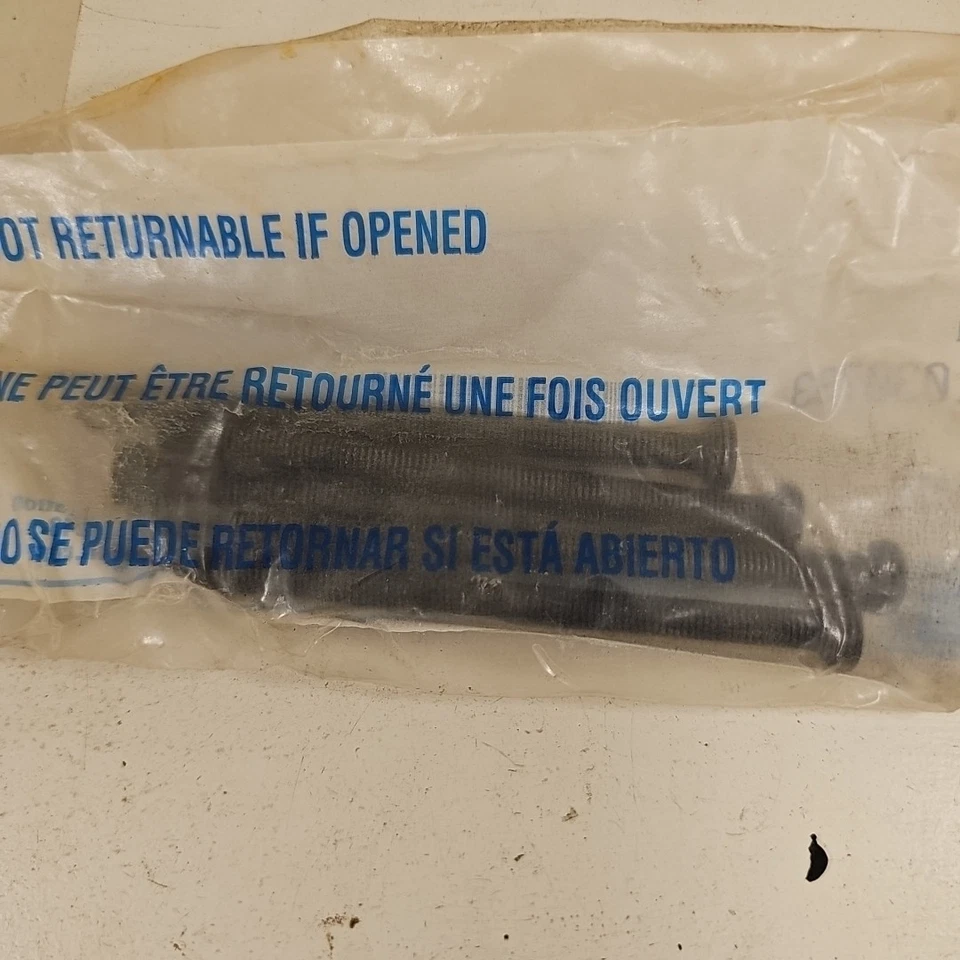 OT RETURNABLE IF OPENED
NE PEUT ÊTRE RETOURNÉ UNE FOIS OUVERT
O SE PUEDE RETORNAR SI ESTÁ ABIERTO